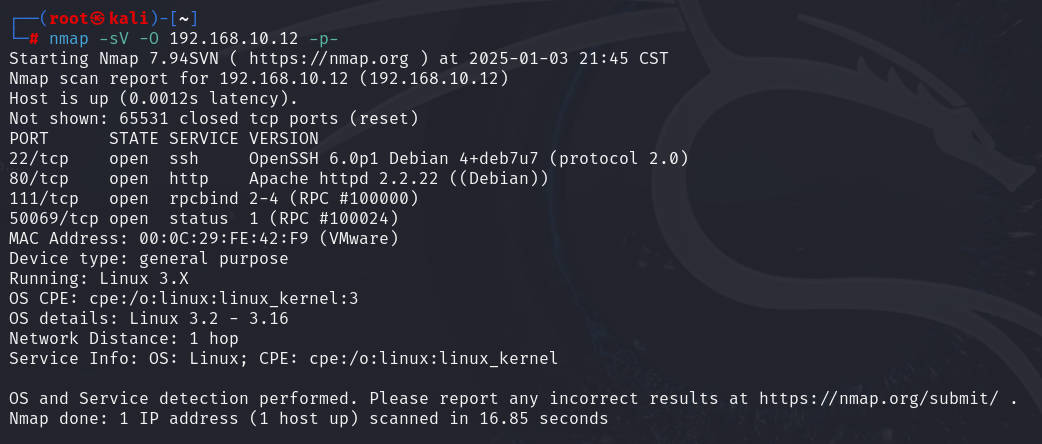 ┌──(root㉿kali)-[~]
└─# nmap -sV -O 192.168.10.12 -p-
Starting Nmap 7.94SVN ( https://nmap.org ) at 2025-01-03 21:45 CST
Nmap scan report for 192.168.10.12 (192.168.10.12)
Host is up (0.0012s latency).
Not shown: 65531 closed tcp ports (reset)
PORT      STATE SERVICE VERSION
22/tcp    open  ssh     OpenSSH 6.0p1 Debian 4+deb7u7 (protocol 2.0)
80/tcp    open  http    Apache httpd 2.2.22 ((Debian))
111/tcp   open  rpcbind 2-4 (RPC #100000)
50069/tcp open  status  1 (RPC #100024)
MAC Address: 00:0C:29:FE:42:F9 (VMware)
Device type: general purpose
Running: Linux 3.X
OS CPE: cpe:/o:linux:linux_kernel:3
OS details: Linux 3.2 - 3.16
Network Distance: 1 hop
Service Info: OS: Linux; CPE: cpe:/o:linux:linux_kernel
OS and Service detection performed. Please report any incorrect results at https://nmap.org/submit/ .
Nmap done: 1 IP address (1 host up) scanned in 16.85 seconds